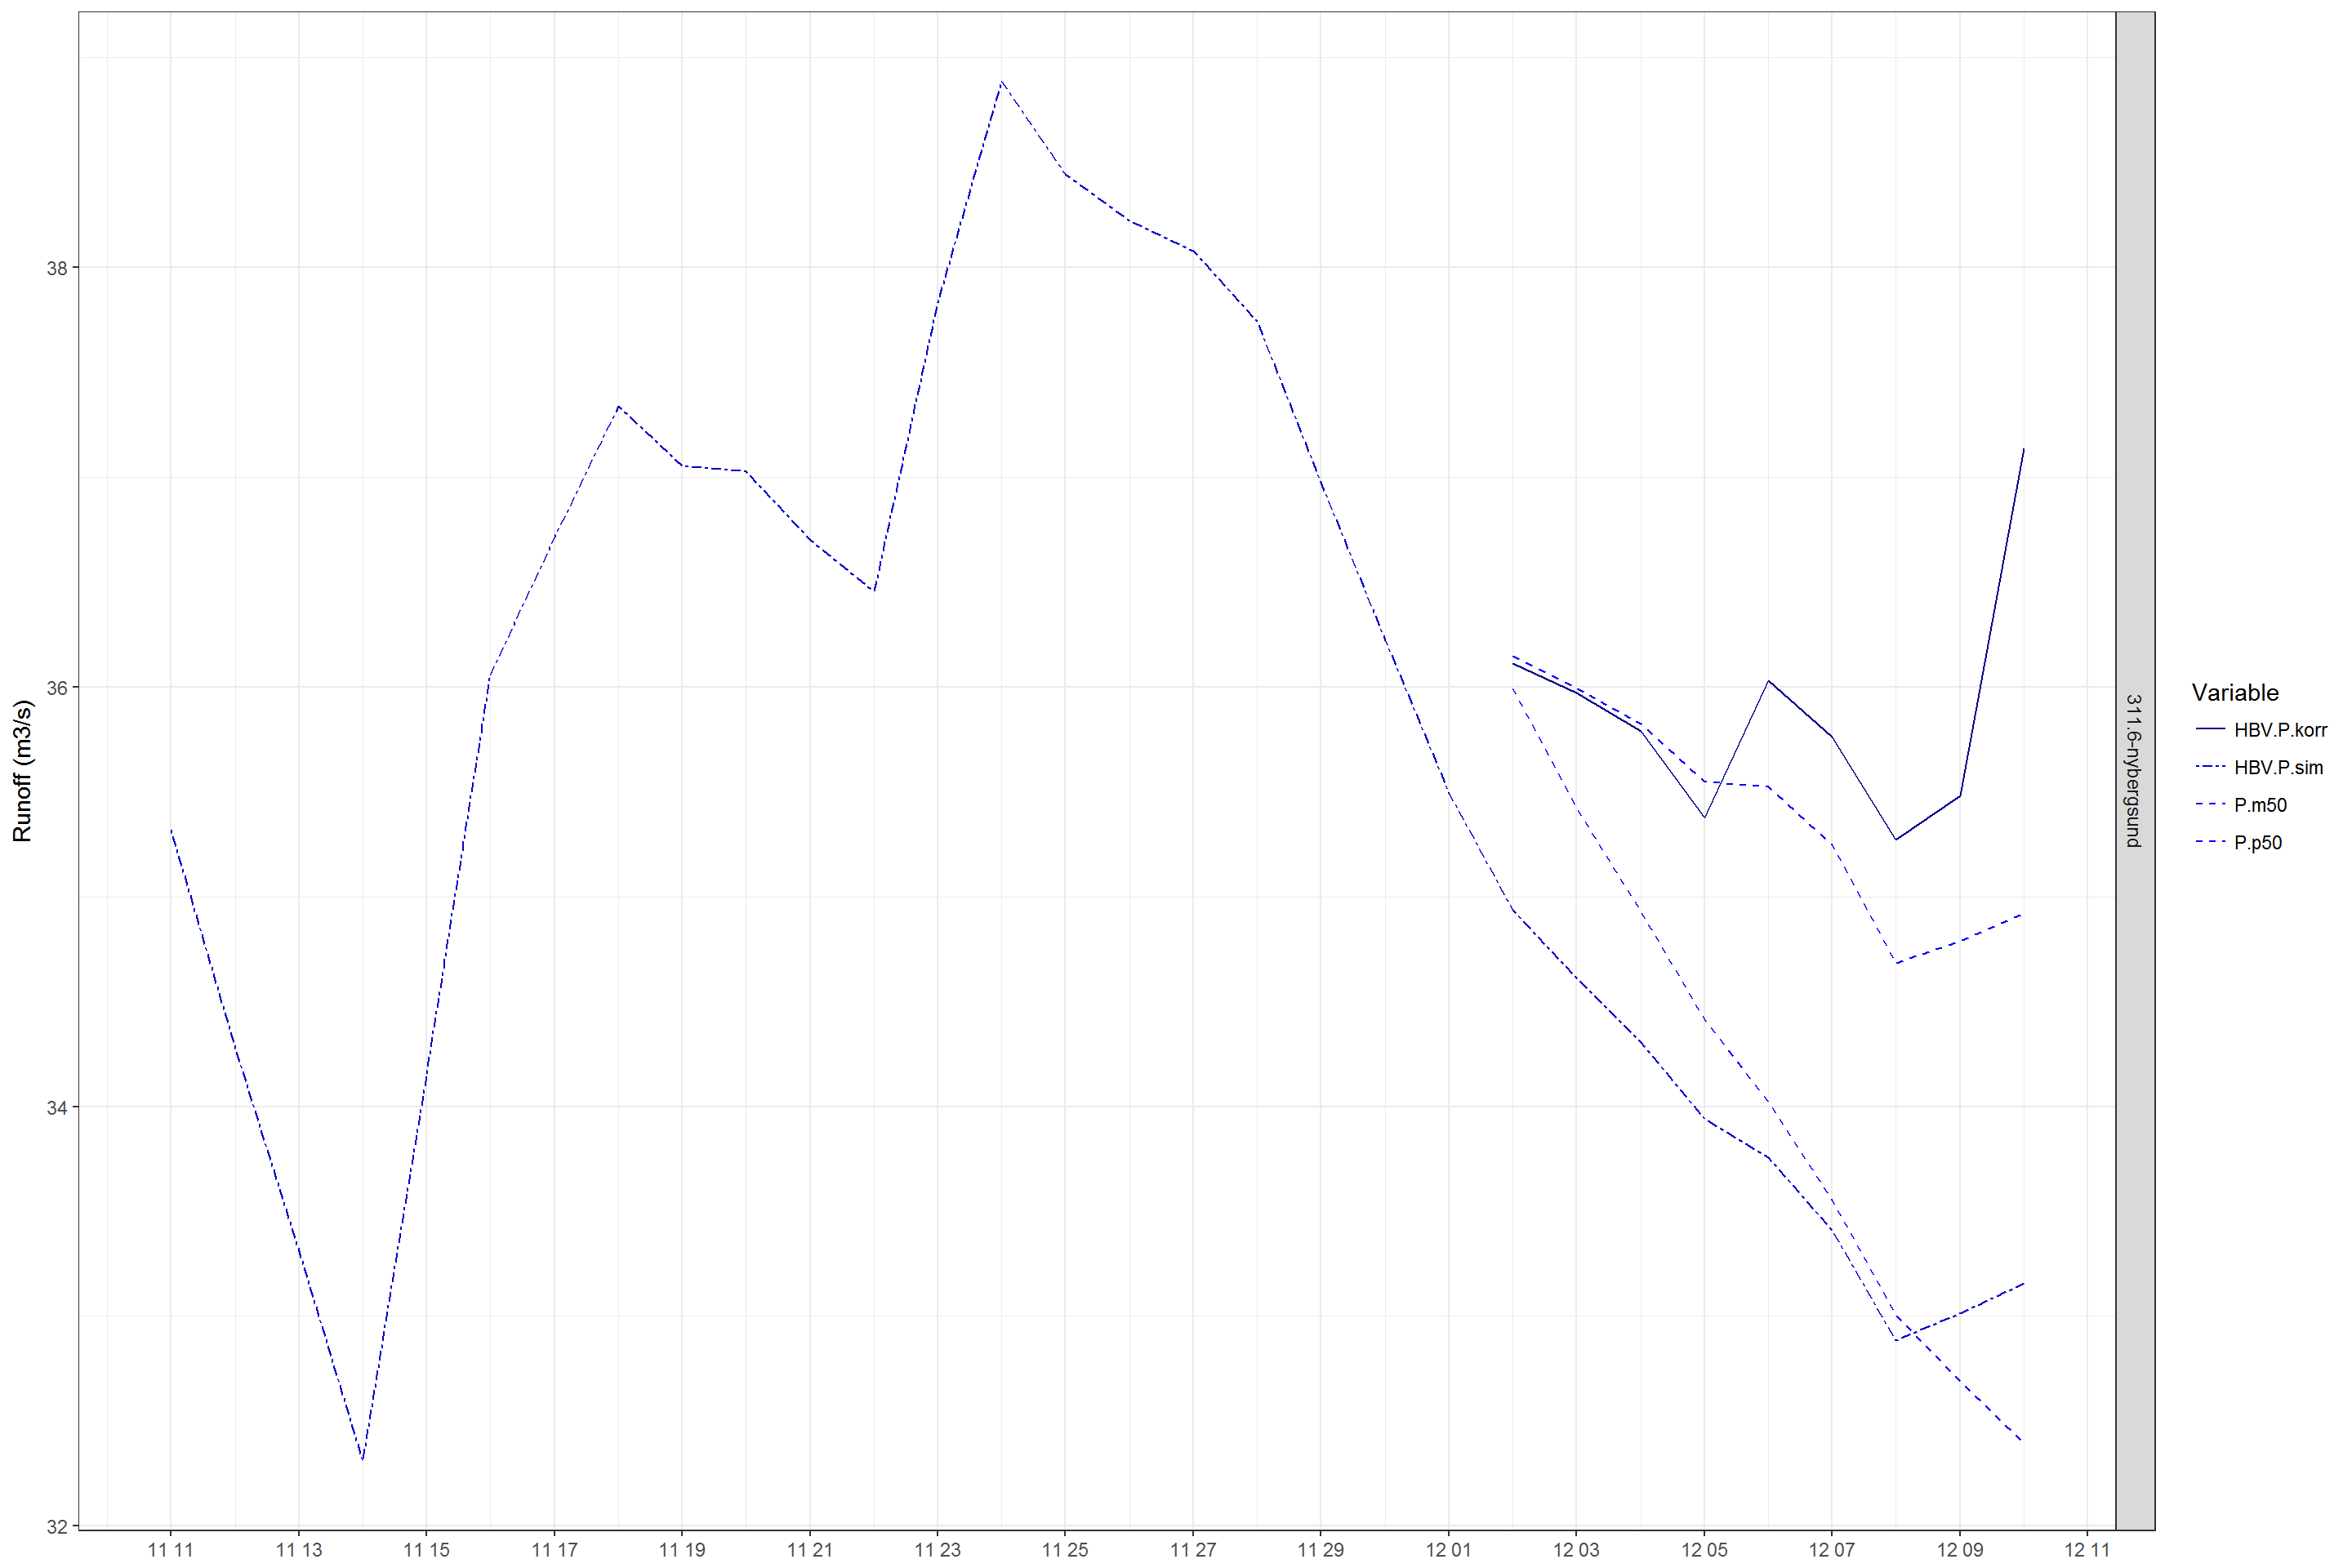 Runoff (m3/s)
38
36
34
32
11 11
11 13
11 15
11 17
11 19
11 21
11 23
11 25
11 27
11 29
12 01
12 03
12 05
12 07
12 09
12 11
311.6-nybergsund
Variable
HBV.P.korr
HBV.P.sim
P.m50
P.p50